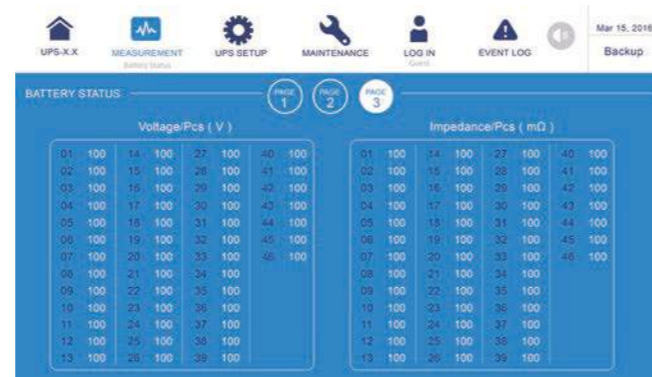 UPS-X.X MEASUREMENT UPS SETUP MAINTENANCE LOG IN EVENT LOG Mar 15, 2016
Battery Status Guest Backup
BATTERY STATUS PAGE 1 PAGE 2 PAGE 3
Voltage/Pcs ( V ) Impedance/Pcs ( mΩ )
01 100 14 100 27 100 40 100 01 100 14 100 27 100 40 100
02 100 15 100 28 100 41 100 02 100 15 100 28 100 41 100
03 100 16 100 29 100 42 100 03 100 16 100 29 100 42 100
04 100 17 100 30 100 43 100 04 100 17 100 30 100 43 100
05 100 18 100 31 100 44 100 05 100 18 100 31 100 44 100
06 100 19 100 32 100 45 100 06 100 19 100 32 100 45 100
07 100 20 100 33 100 46 100 07 100 20 100 33 100 46 100
08 100 21 100 34 100 08 100 21 100 34 100
09 100 22 100 35 100 09 100 22 100 35 100
10 100 23 100 36 100 10 100 23 100 36 100
11 100 24 100 37 100 11 100 24 100 37 100
12 100 25 100 38 100 12 100 25 100 38 100
13 100 26 100 39 100 13 100 26 100 39 100